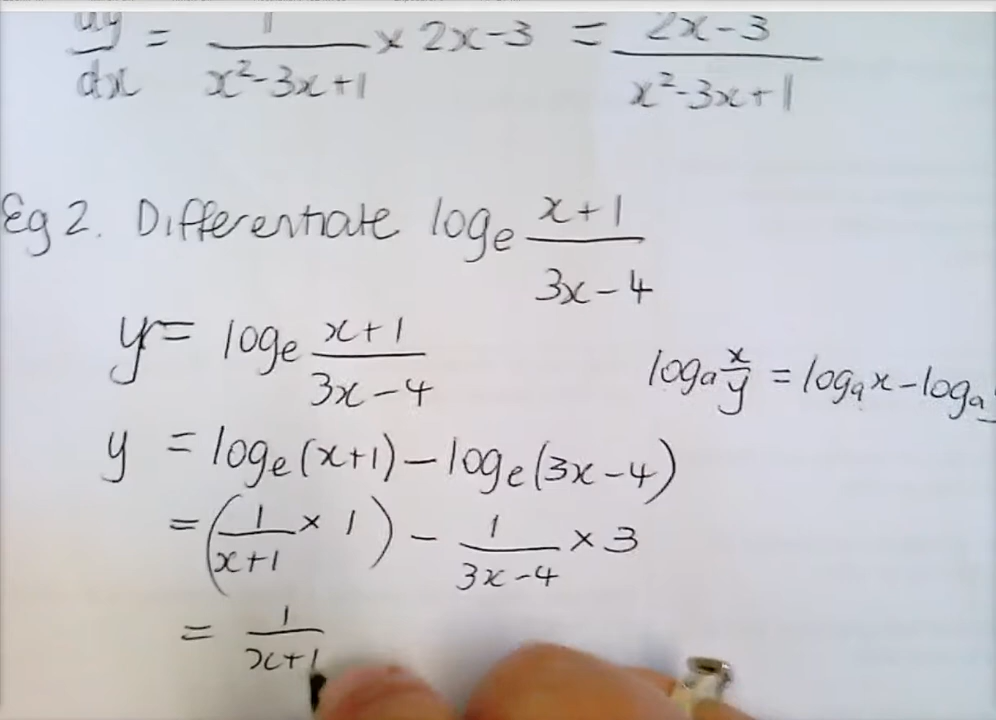 dy/dx = 1/(x²-3x+1) × 2x-3 = (2x-3)/(x²-3x+1)
Eg 2. Differentiate logₑ (x+1)/(3x-4)
y = logₑ (x+1)/(3x-4)
logₐ x/y = logₐ x - logₐ
y = logₑ(x+1) - logₑ(3x-4)
= (1/(x+1) × 1) - 1/(3x-4) × 3
= 1/(x+1)